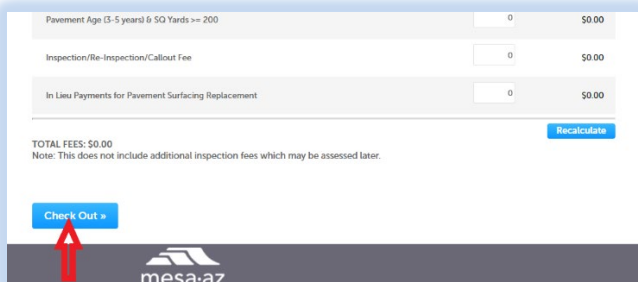 Pavement Age (3-5 years) & SQ Yards >= 200 0 $0.00
Inspection/Re-Inspection/Callout Fee 0 $0.00
In Lieu Payments for Pavement Surfacing Replacement 0 $0.00
Recalculate
TOTAL FEES: $0.00
Note: This does not include additional inspection fees which may be assessed later.
Check Out »
mesa·az